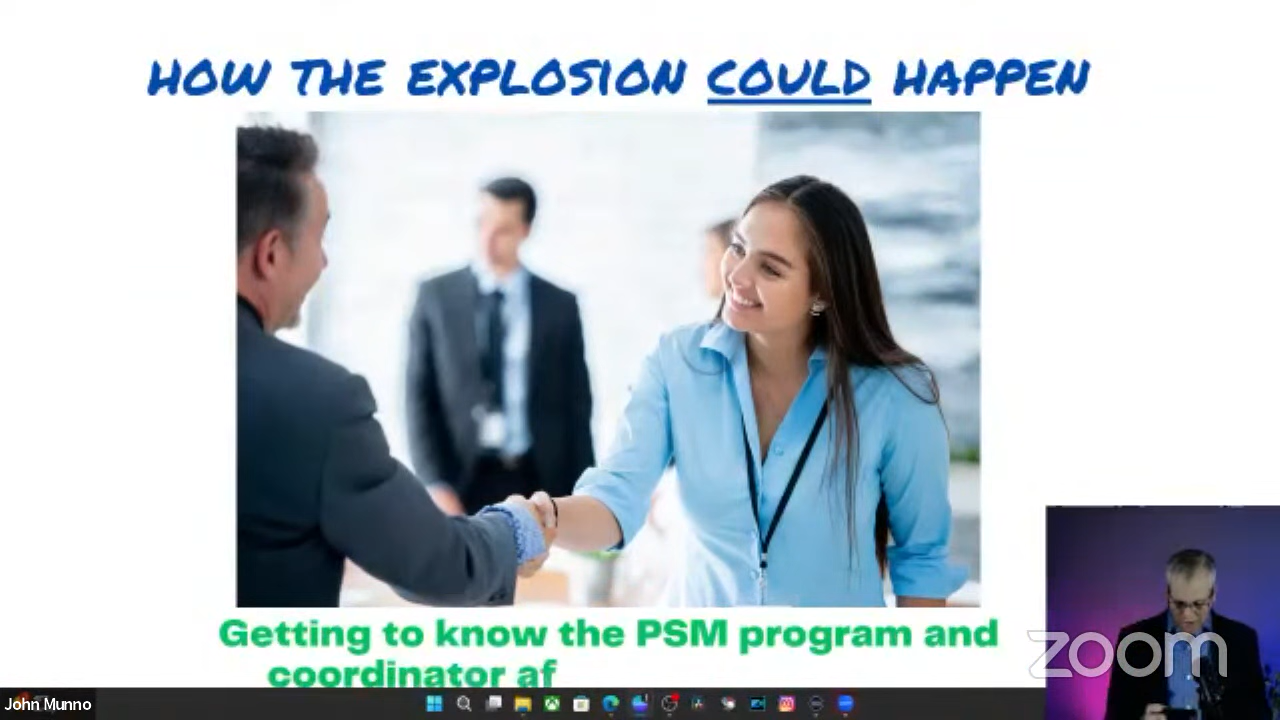 HOW THE EXPLOSION COULD HAPPEN
Getting to know the PSM program and
coordinator af
zoom
John Munno